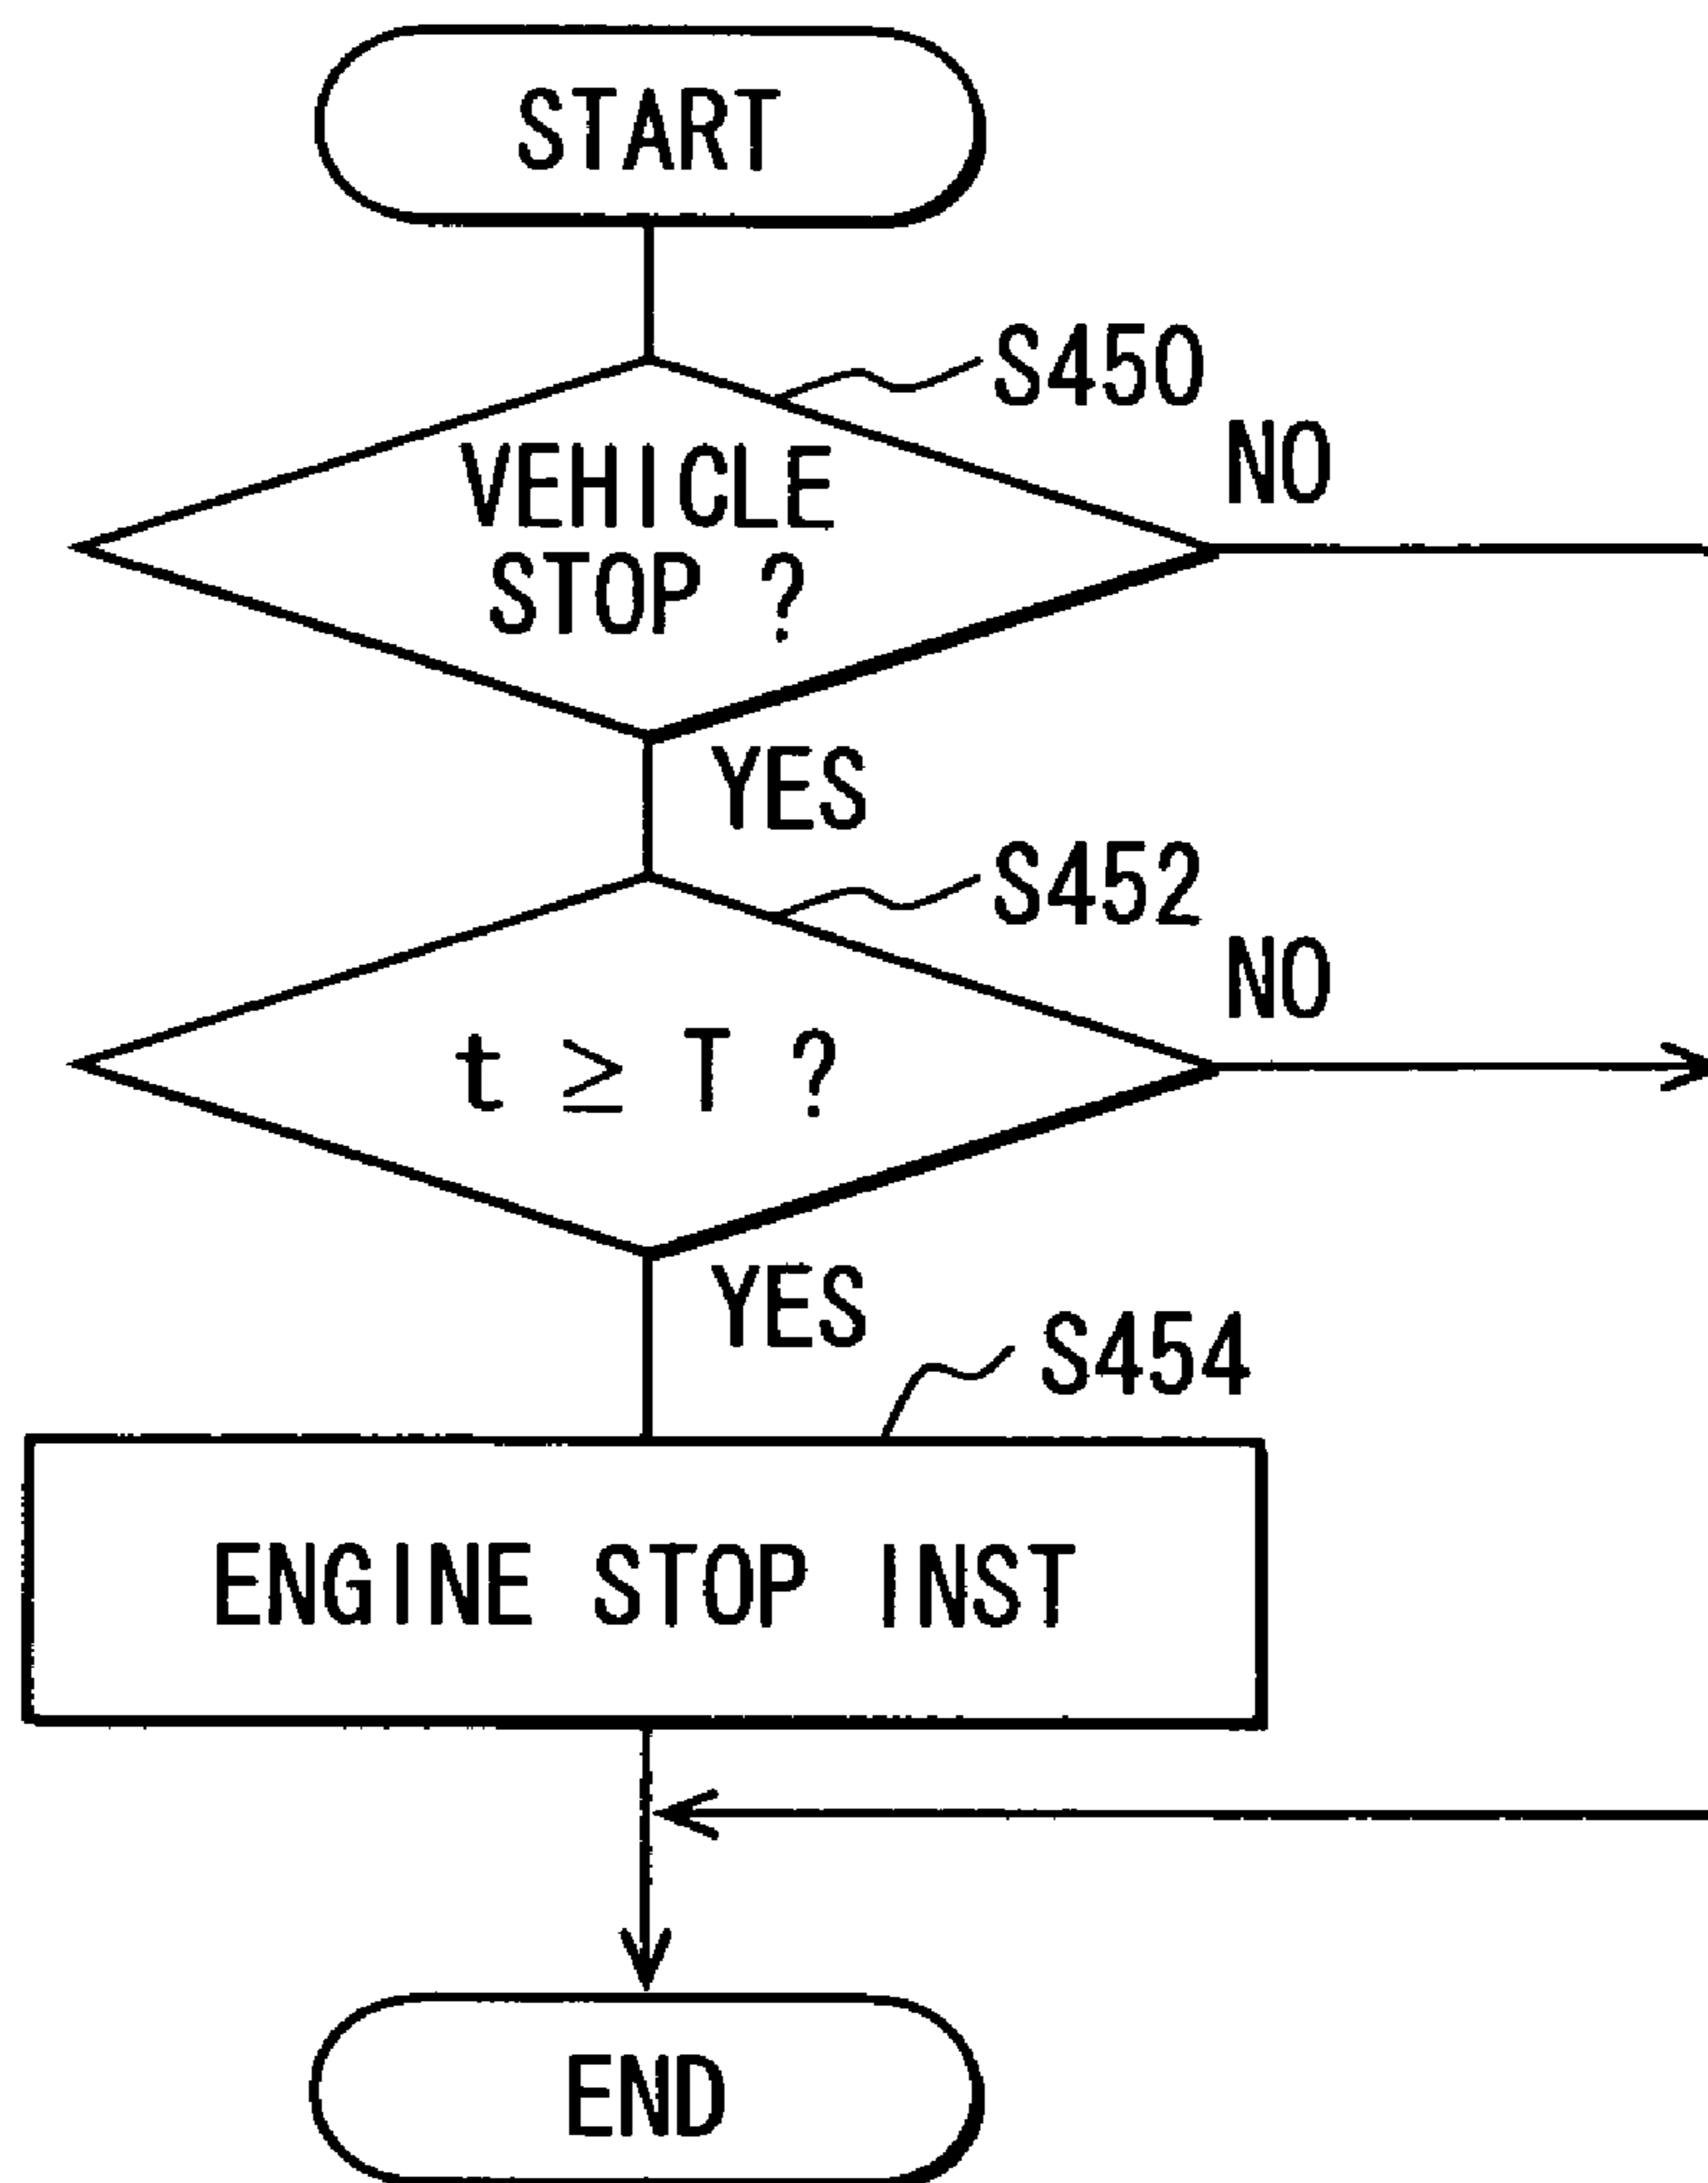 START
S450
VEHICLE
STOP ?
NO
YES
S452
t ≥ T ?
NO
YES
S454
ENGINE STOP INST
END